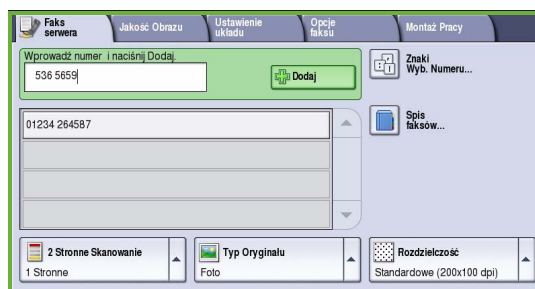 Faks
serwera
Jakość Obrazu
Ustawienie
układu
Opcje
faksu
Montaż Pracy
Wprowadź numer i naciśnij Dodaj.
536 5659
Dodaj
Znaki
Wyb. Numeru...
01234 264587
Spis
faksów...
2 Stronne Skanowanie
1 Stronne
Typ Oryginału
Foto
Rozdzielczość
Standardowe (200x100 dpi)